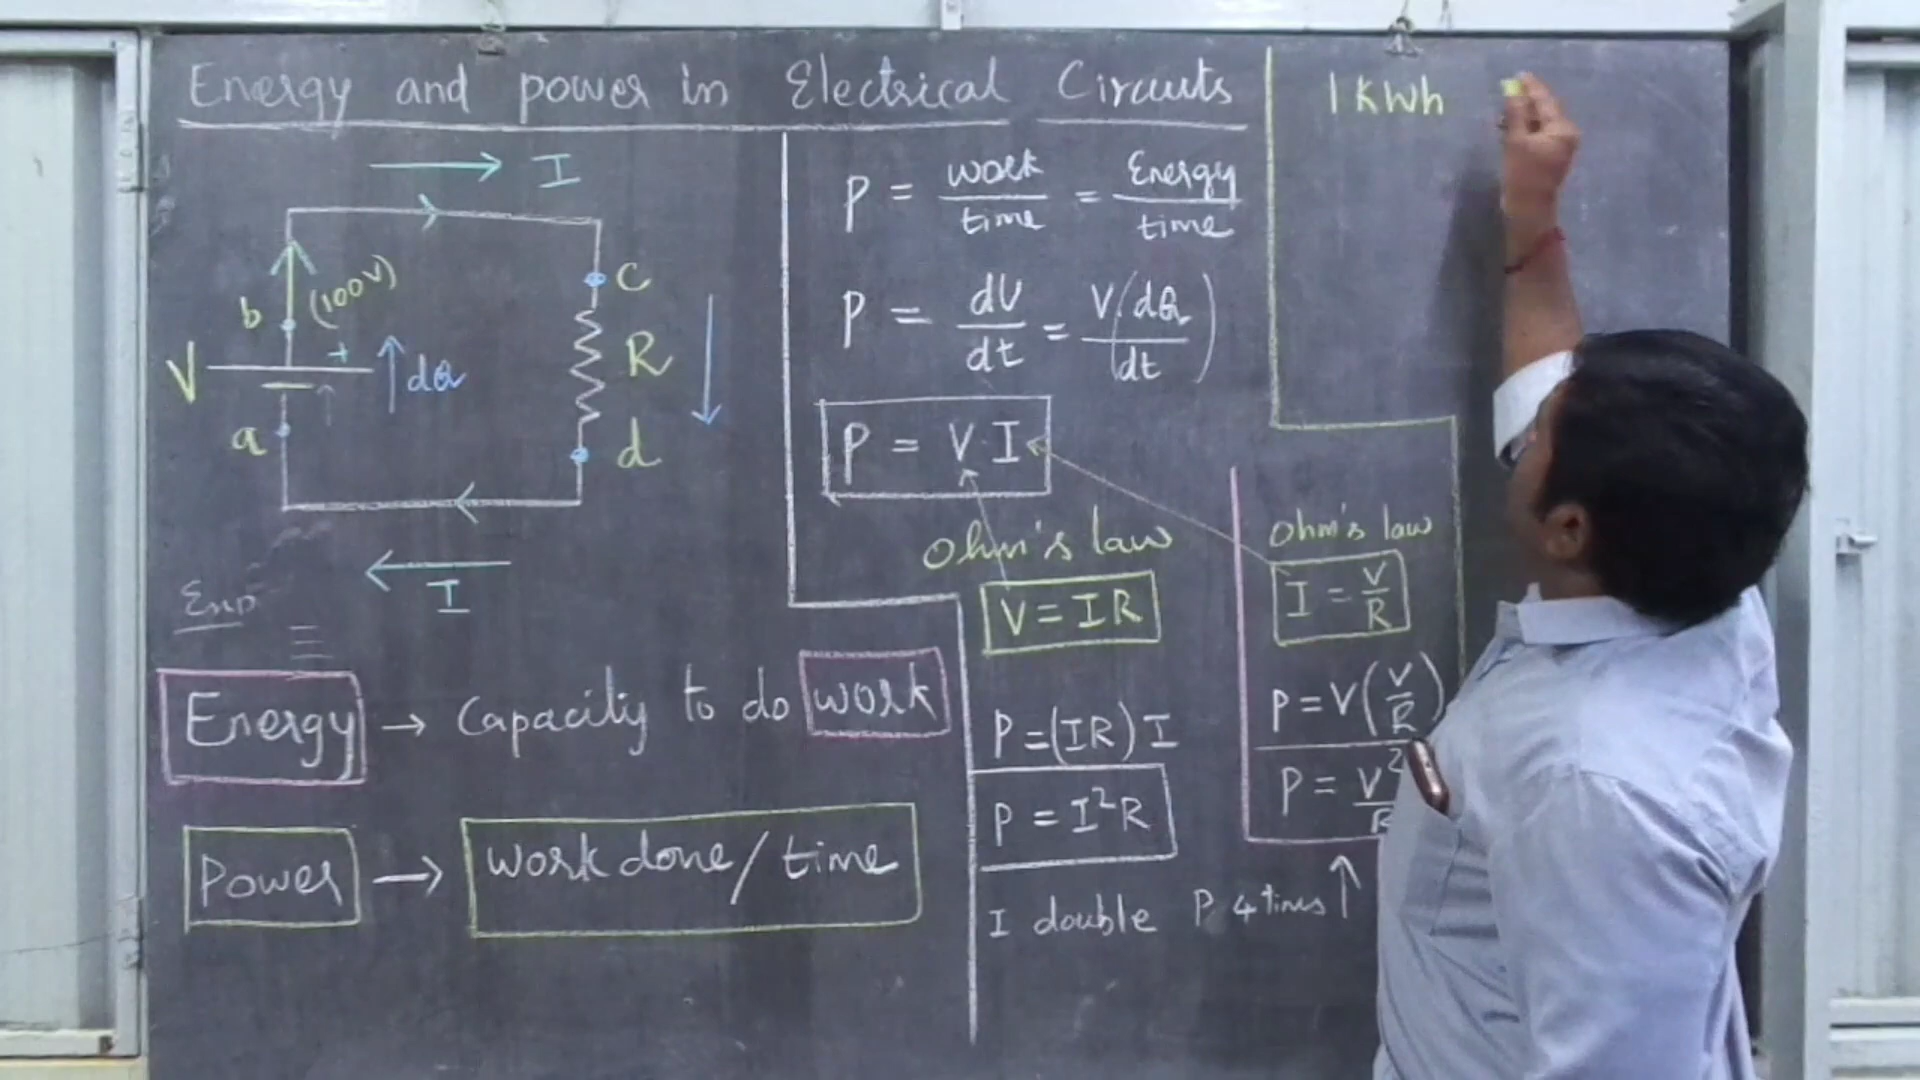 Energy and power in Electrical Circuits
I
b (100V)
V + dQ
a
C
R
d
I
Energy → Capacity to do work
Power → work done / time
P = work/time = Energy/time
P = dU/dt = V(dQ/dt)
P = V I
Ohm's law
V = IR
P = (IR) I
P = I²R
I double P 4 times ↑
Ohm's law
I = V/R
P = V(V/R)
P = V²/R
1 KWh